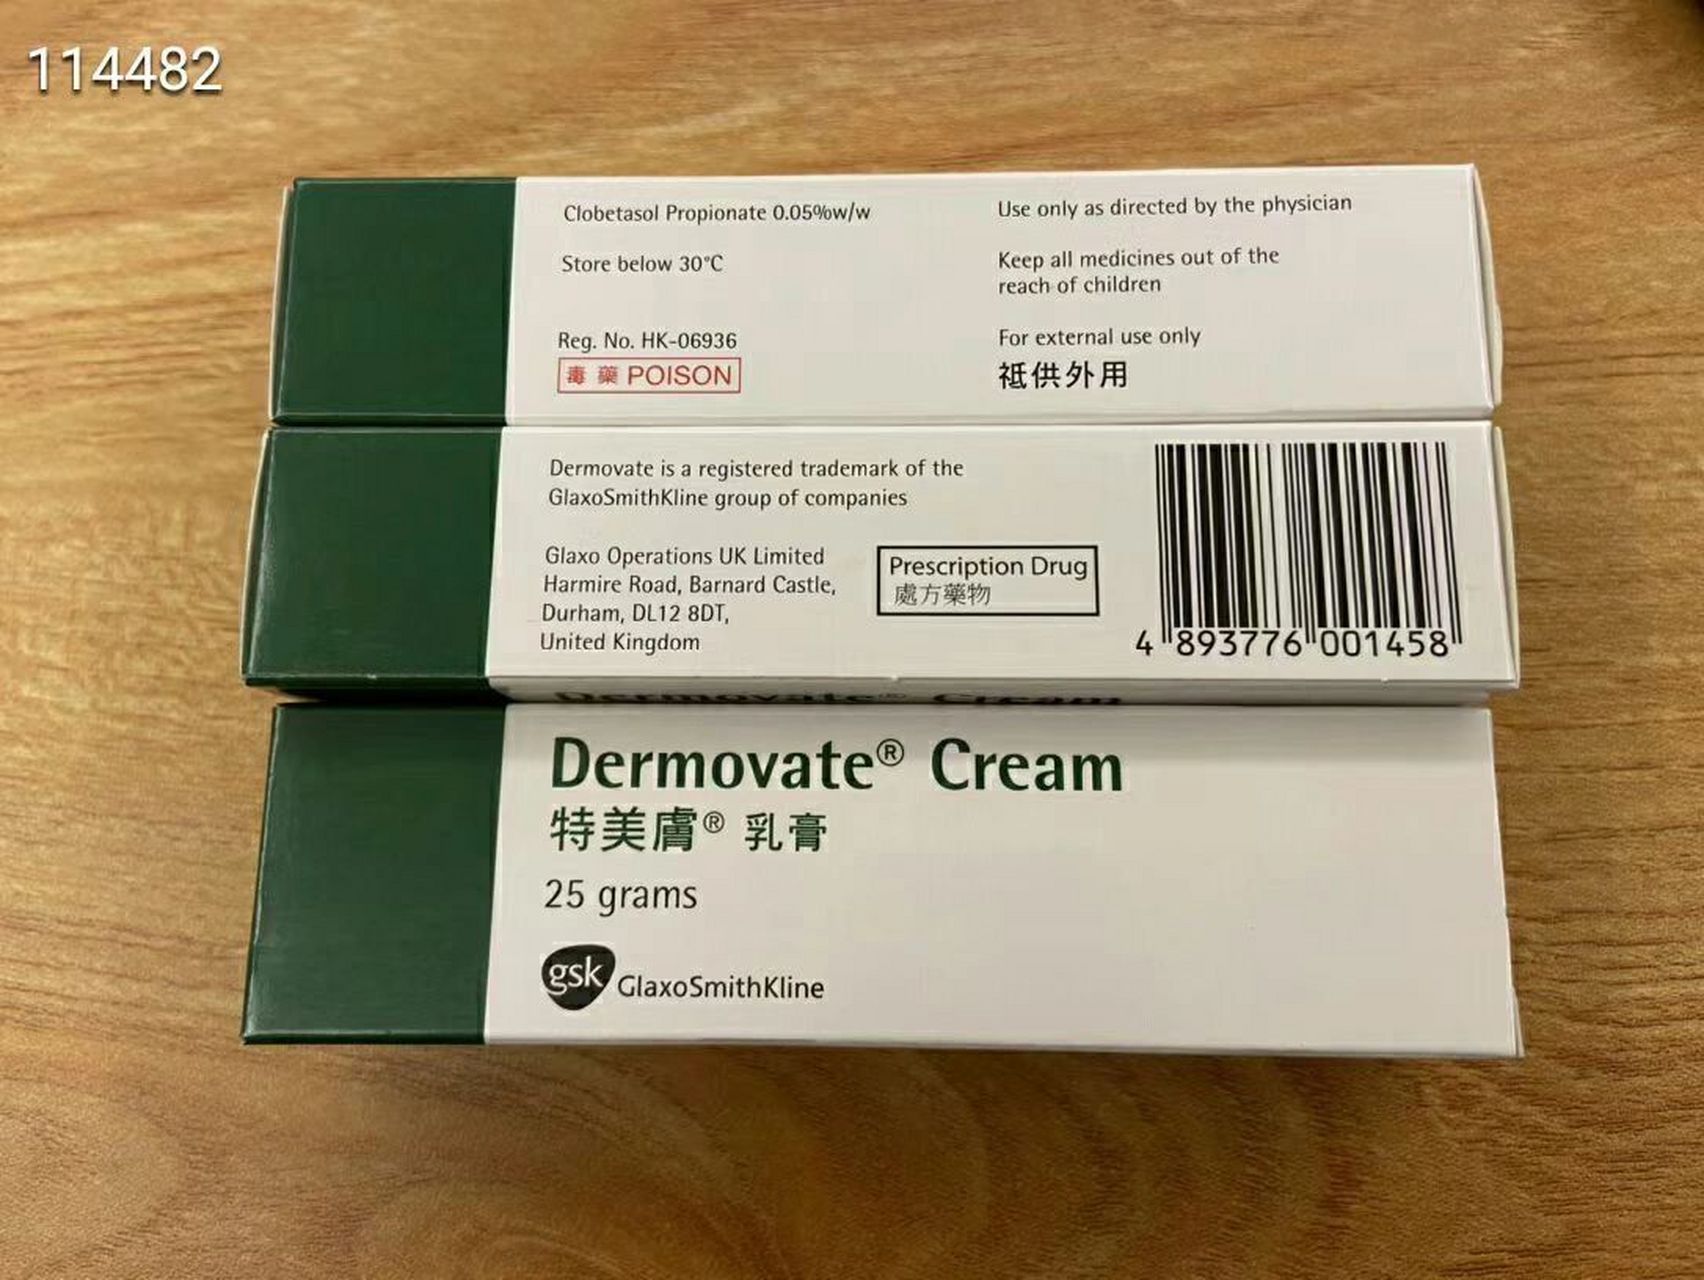 114482
Clobetasol Propionate 0.05%w/w
Store below 30°C
Reg. No. HK-06936
毒 藥 POISON
Use only as directed by the physician
Keep all medicines out of the
reach of children
For external use only
祗供外用
Dermovate is a registered trademark of the
GlaxoSmithKline group of companies
Glaxo Operations UK Limited
Harmire Road, Barnard Castle,
Durham, DL12 8DT,
United Kingdom
Prescription Drug
處方藥物
4 893776 001458
Dermovate® Cream
Dermovate® Cream
特美膚® 乳膏
25 grams
gsk GlaxoSmithKline